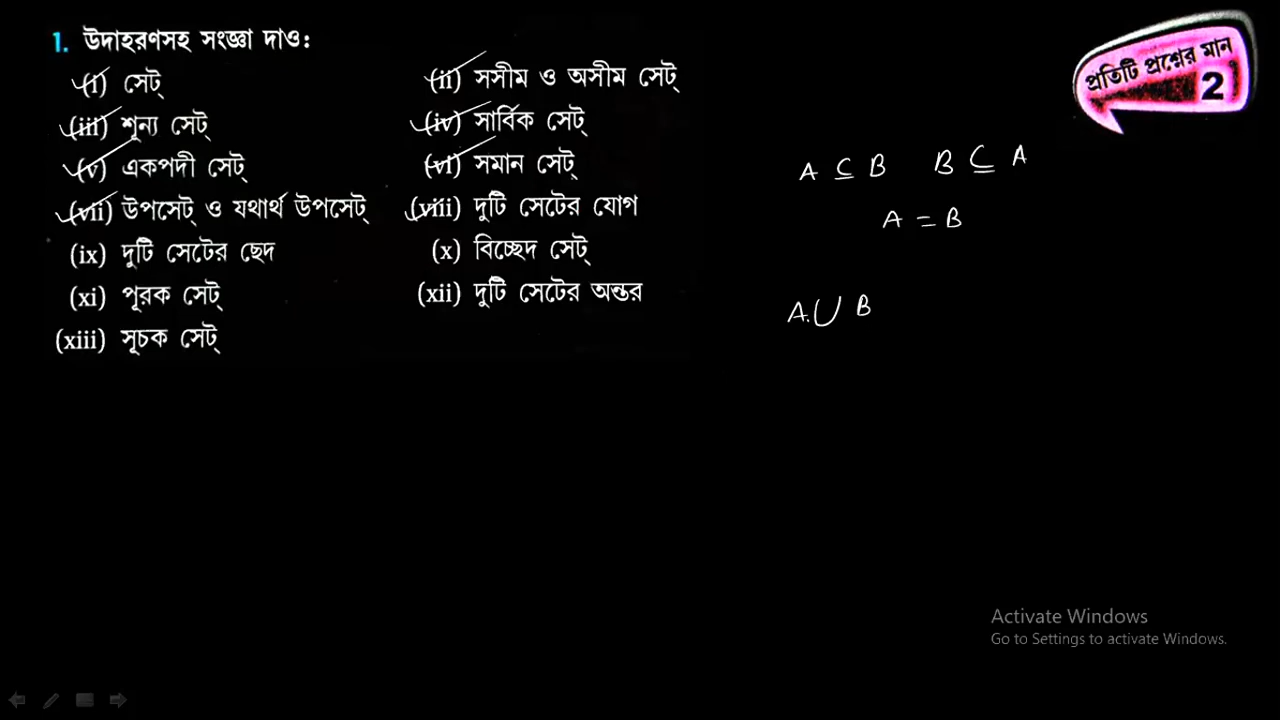 1. উদাহরণসহ সংজ্ঞা দাও:
প্রতিটি প্রশ্নের মান 2
(i) সেট্ (ii) সসীম ও অসীম সেট্
(iii) শূন্য সেট্ (iv) সার্বিক সেট্
(v) একপদী সেট্ (vi) সমান সেট্
(vii) উপসেট্ ও যথার্থ উপসেট্ (viii) দুটি সেটের যোগ
(ix) দুটি সেটের ছেদ (x) বিচ্ছেদ সেট্
(xi) পূরক সেট্ (xii) দুটি সেটের অন্তর
(xiii) সূচক সেট্
A ⊆ B B ⊆ A
A = B
A ∪ B
Activate Windows
Go to Settings to activate Windows.